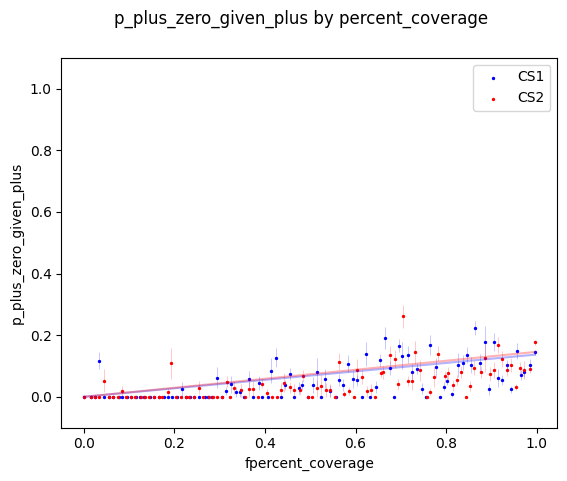 p_plus_zero_given_plus by percent_coverage
CS1
CS2
1.0
0.8
0.6
0.4
0.2
0.0
p_plus_zero_given_plus
0.0 0.2 0.4 0.6 0.8 1.0
fpercent_coverage